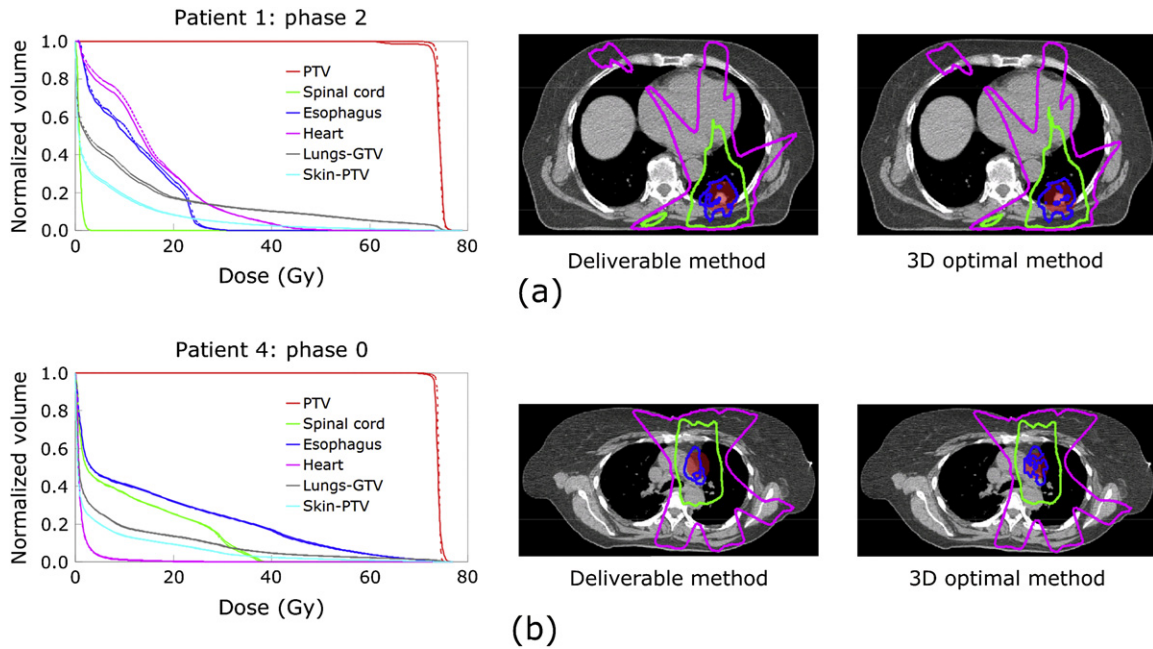 Patient 1: phase 2
Normalized volume
1.0
0.8
0.6
0.4
0.2
0.0
0 20 40 60 80
Dose (Gy)
PTV
Spinal cord
Esophagus
Heart
Lungs-GTV
Skin-PTV
Deliverable method
3D optimal method
(a)
Patient 4: phase 0
Normalized volume
1.0
0.8
0.6
0.4
0.2
0.0
0 20 40 60 80
Dose (Gy)
PTV
Spinal cord
Esophagus
Heart
Lungs-GTV
Skin-PTV
Deliverable method
3D optimal method
(b)